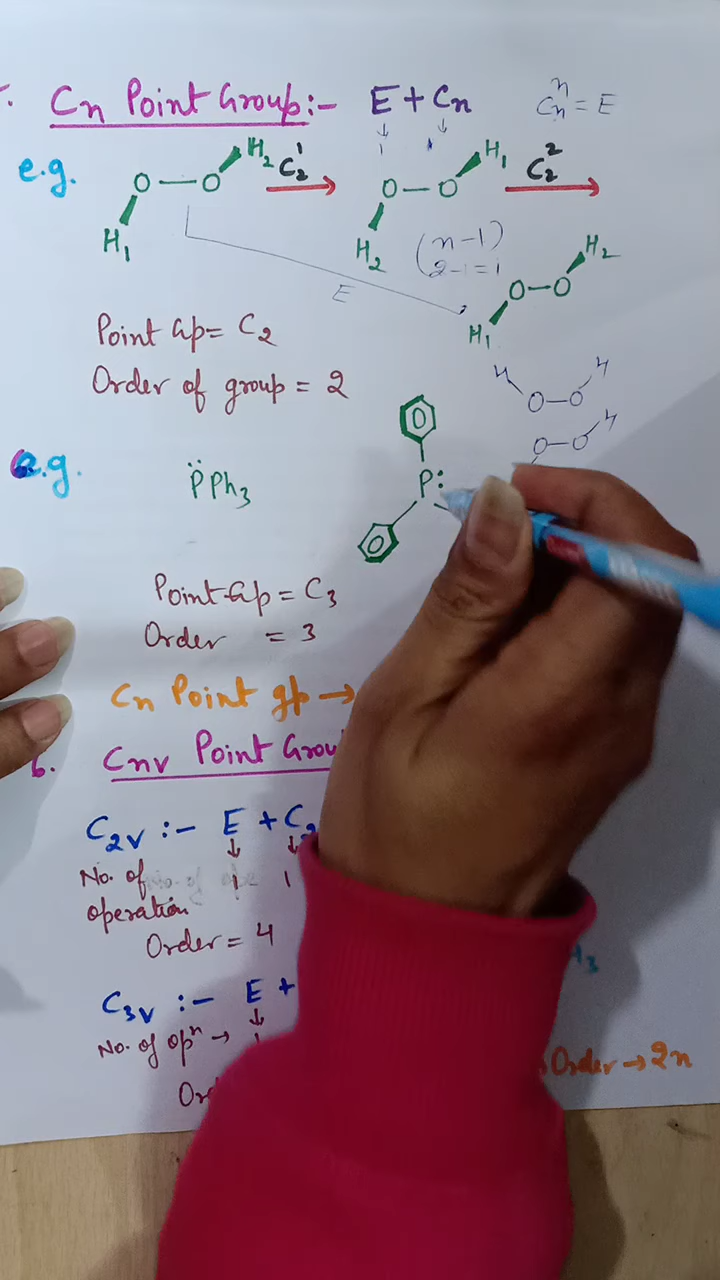 Cn Point Group:- E + Cn Cnⁿ = E
↓ ↓
e.g. O—O H₂ C₂¹ O—O H₁ C₂²
H₁ H₂ (n-1)
2-1=1
O—O H₂
H₁
E
Point Gp = C₂
Order of group = 2
H O—O H
O—O H
e.g. P̈Ph₃ P:
Point Gp = C₃
Order = 3
Cn Point gp →
6. Cnv Point Grou
C₂v :- E + C₂
↓ ↓
No. of 1 1
operation
Order = 4
C₃v :- E +
↓
No. of opⁿ → 1
Order → 2n